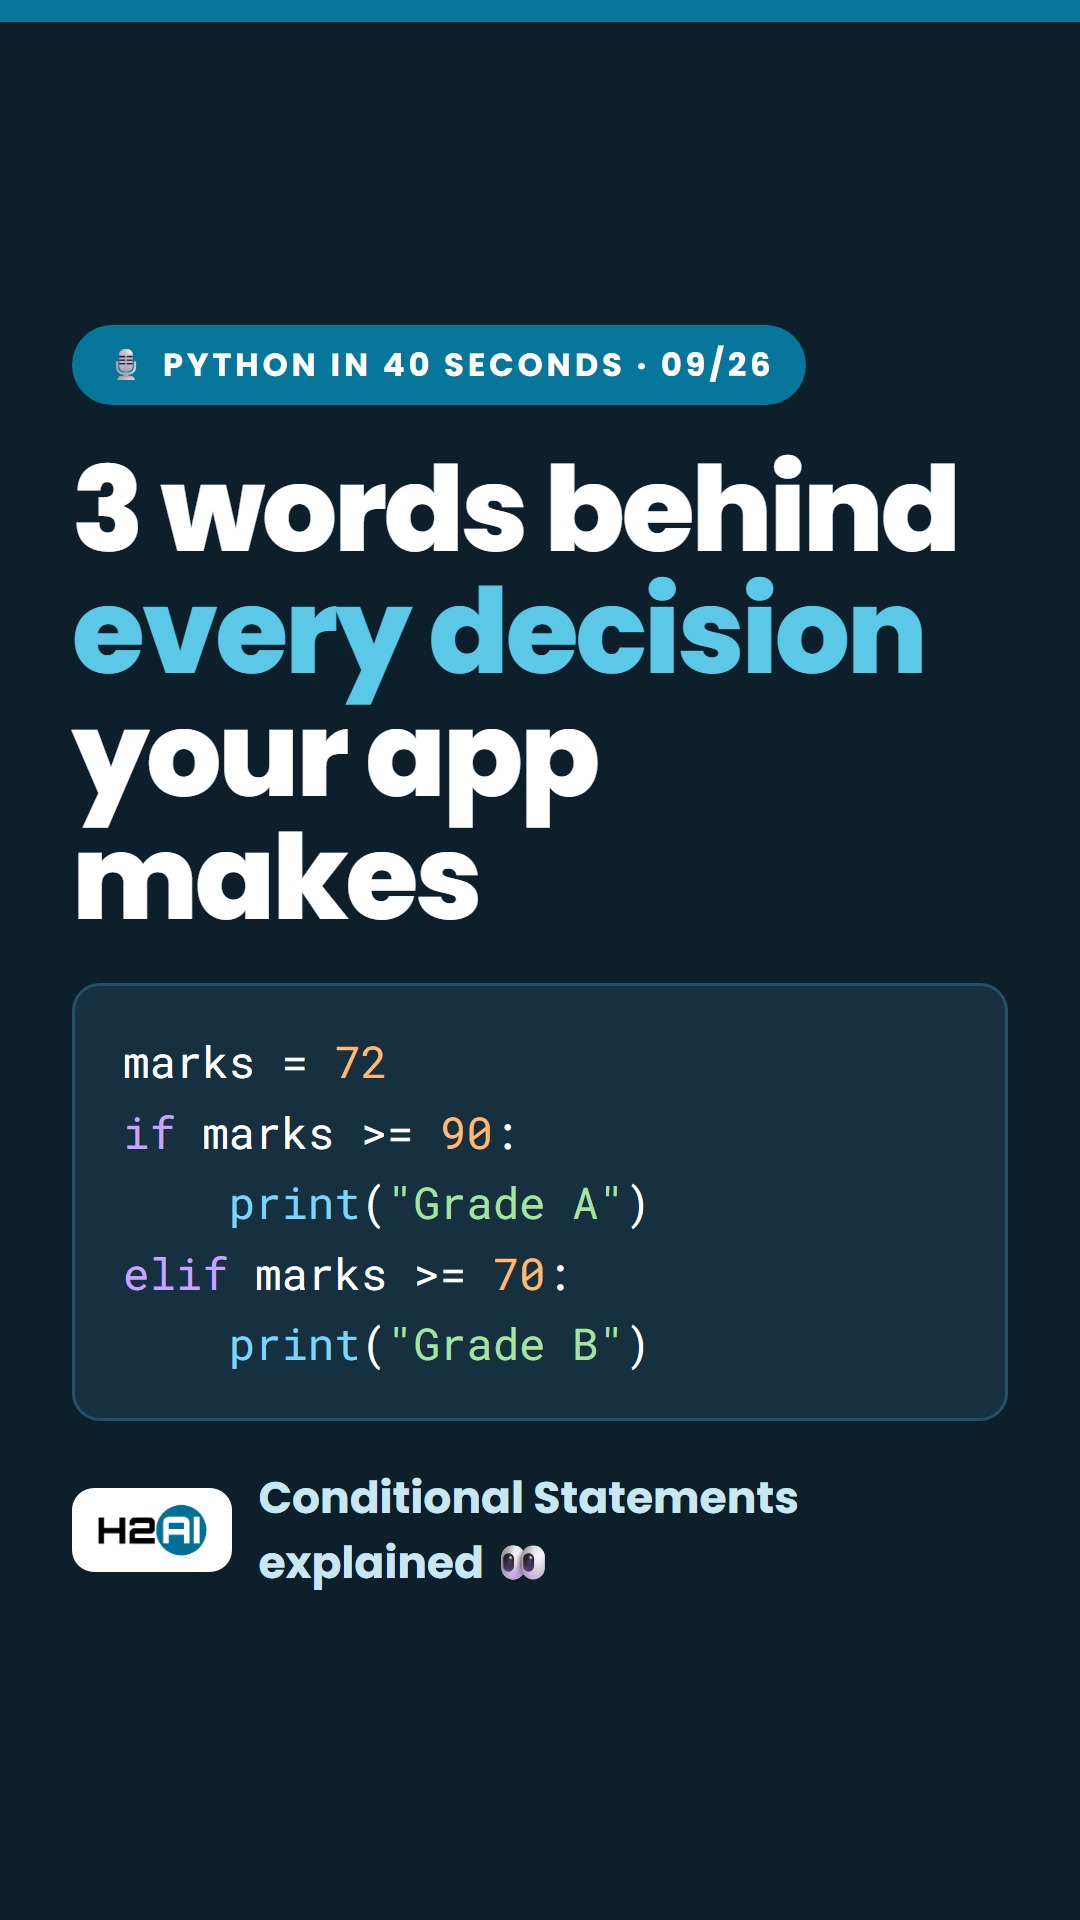 🎙️ PYTHON IN 40 SECONDS · 09/26
3 words behind
every decision
your app
makes
marks = 72
if marks >= 90:
    print("Grade A")
elif marks >= 70:
    print("Grade B")
H2AI
Conditional Statements
explained 👀